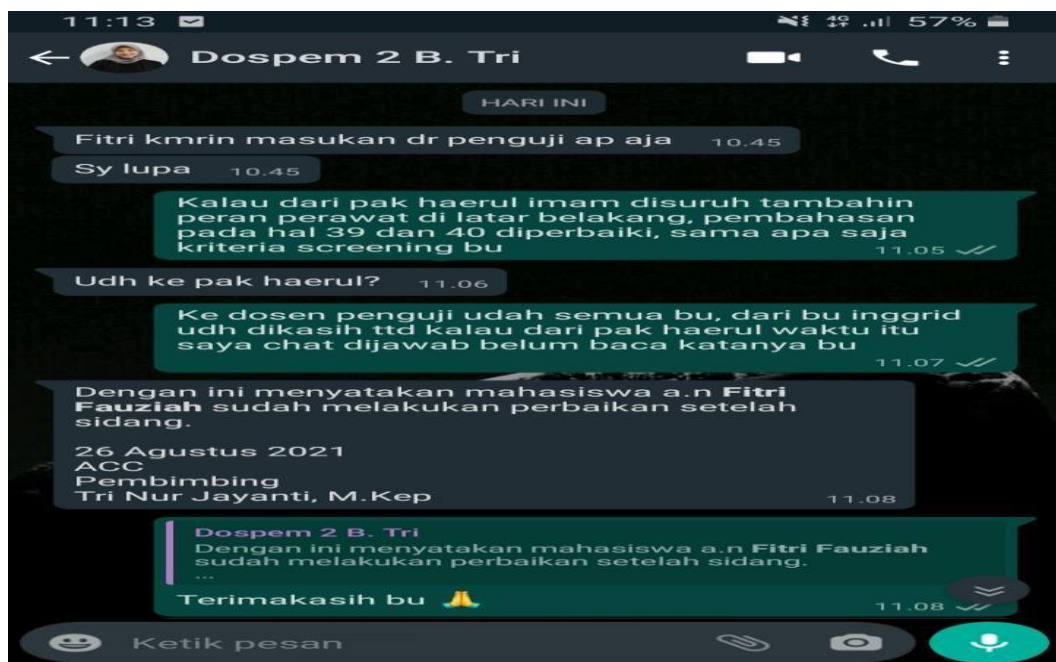 11:13
4G 57%
Dospem 2 B. Tri
HARI INI
Fitri kmrin masukan dr penguji ap aja 10.45
Sy lupa 10.45
Kalau dari pak haerul imam disuruh tambahin
peran perawat di latar belakang, pembahasan
pada hal 39 dan 40 diperbaiki, sama apa saja
kriteria screening bu
11.05
Udh ke pak haerul? 11.06
Ke dosen penguji udah semua bu, dari bu inggrid
udh dikasih ttd kalau dari pak haerul waktu itu
saya chat dijawab belum baca katanya bu
11.07
Dengan ini menyatakan mahasiswa a.n Fitri
Fauziah sudah melakukan perbaikan setelah
sidang.
26 Agustus 2021
ACC
Pembimbing
Tri Nur Jayanti, M.Kep
11.08
Dospem 2 B. Tri
Dengan ini menyatakan mahasiswa a.n Fitri Fauziah
sudah melakukan perbaikan setelah sidang.
...
Terimakasih bu 🙏
11.08
Ketik pesan